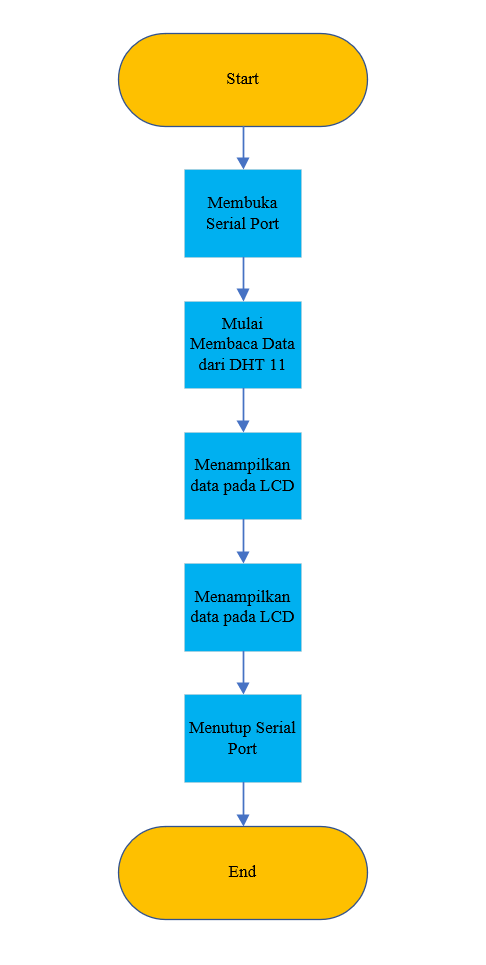 Start
Membuka
Serial Port
Mulai
Membaca Data
dari DHT 11
Menampilkan
data pada LCD
Menampilkan
data pada LCD
Menutup Serial
Port
End